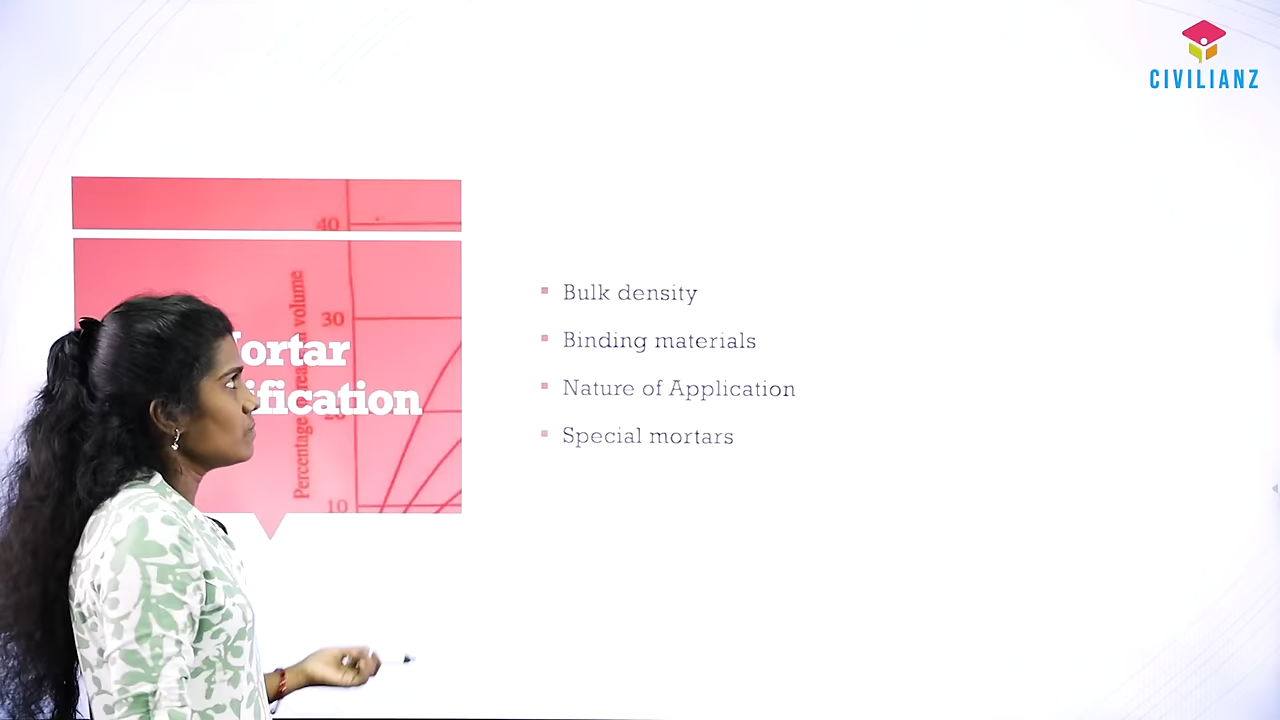 CIVILIANZ
40
Percentage volume
30
ortar
ification
10
Bulk density
Binding materials
Nature of Application
Special mortars